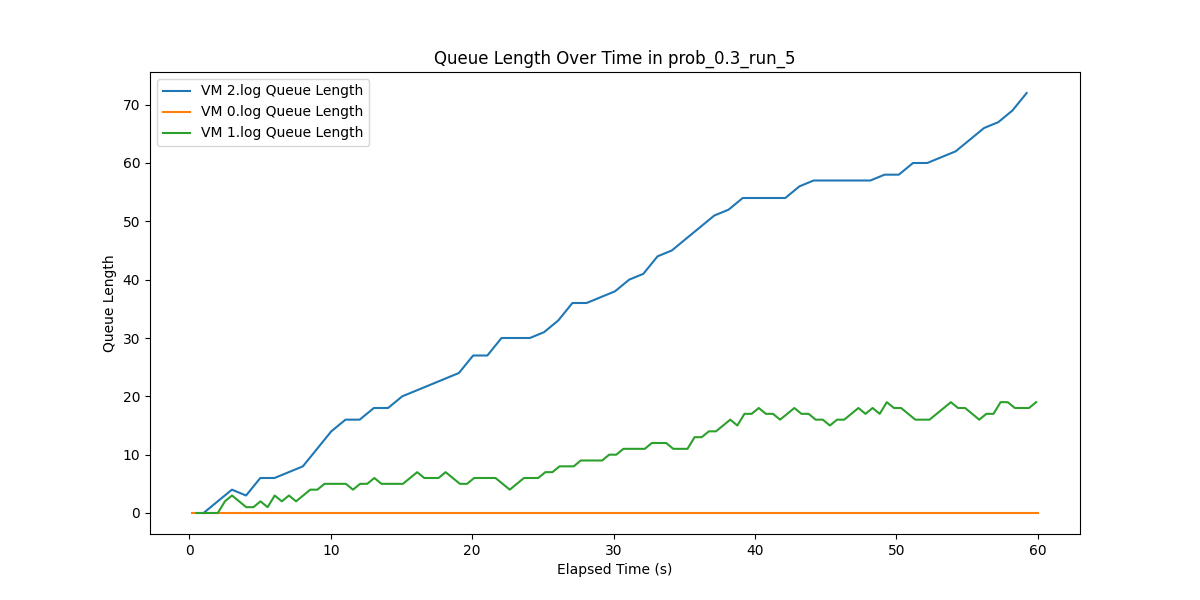 Queue Length Over Time in prob_0.3_run_5
VM 2.log Queue Length
VM 0.log Queue Length
VM 1.log Queue Length
Queue Length
70
60
50
40
30
20
10
0
0 10 20 30 40 50 60
Elapsed Time (s)